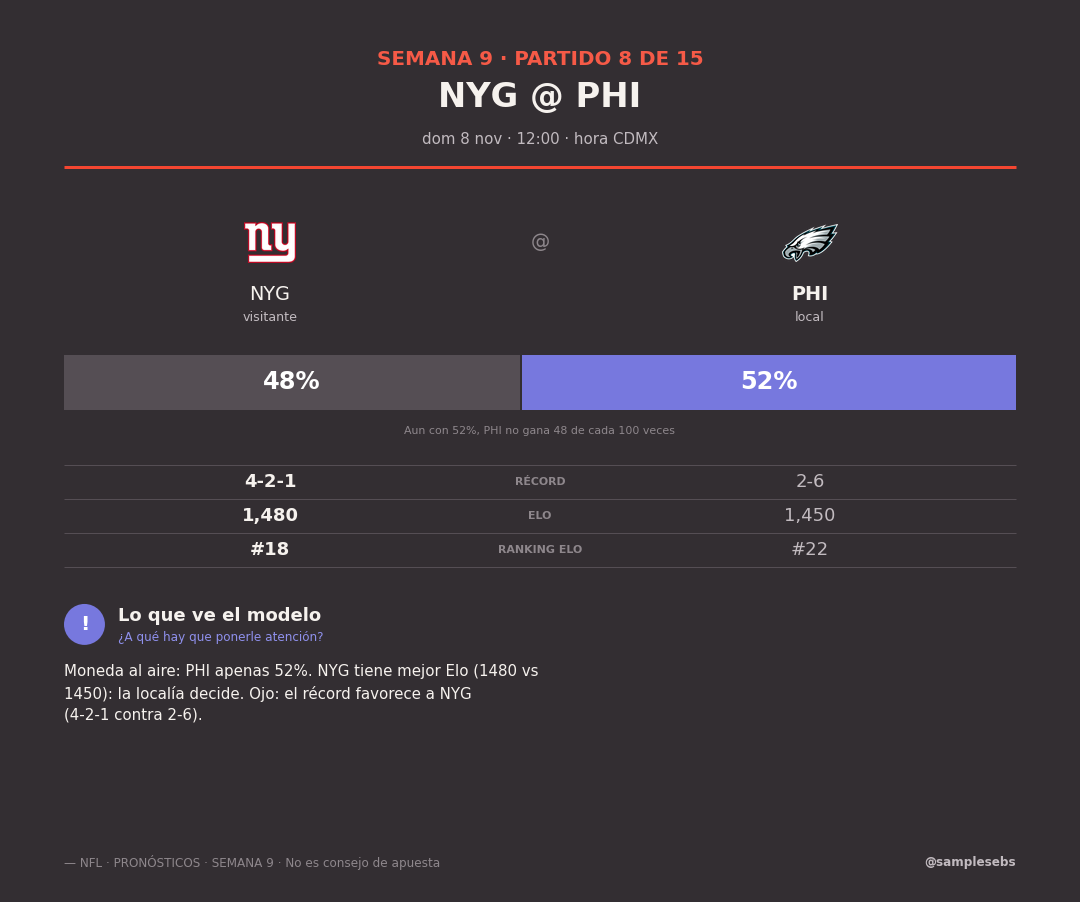 SEMANA 9 · PARTIDO 8 DE 15
NYG @ PHI
dom 8 nov · 12:00 · hora CDMX
ny
@
NYG
PHI
visitante
local
48%
52%
Aun con 52%, PHI no gana 48 de cada 100 veces
4-2-1 RÉCORD 2-6
1,480 ELO 1,450
#18 RANKING ELO #22
!
Lo que ve el modelo
¿A qué hay que ponerle atención?
Moneda al aire: PHI apenas 52%. NYG tiene mejor Elo (1480 vs
1450): la localía decide. Ojo: el récord favorece a NYG
(4-2-1 contra 2-6).
— NFL · PRONÓSTICOS · SEMANA 9 · No es consejo de apuesta
@samplesebs